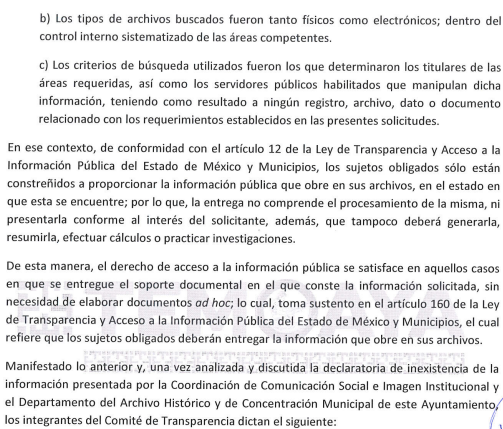 b) Los tipos de archivos buscados fueron tanto físicos como electrónicos; dentro del
control interno sistematizado de las áreas competentes.
c) Los criterios de búsqueda utilizados fueron los que determinaron los titulares de las
áreas requeridas, así como los servidores públicos habilitados que manipulan dicha
información, teniendo como resultado a ningún registro, archivo, dato o documento
relacionado con los requerimientos establecidos en las presentes solicitudes.
En ese contexto, de conformidad con el artículo 12 de la Ley de Transparencia y Acceso a la
Información Pública del Estado de México y Municipios, los sujetos obligados sólo están
constreñidos a proporcionar la información pública que obre en sus archivos, en el estado en
que esta se encuentre; por lo que, la entrega no comprende el procesamiento de la misma, ni
presentarla conforme al interés del solicitante, además, que tampoco deberá generarla,
resumirla, efectuar cálculos o practicar investigaciones.
De esta manera, el derecho de acceso a la información pública se satisface en aquellos casos
en que se entregue el soporte documental en el que conste la información solicitada, sin
necesidad de elaborar documentos ad hoc; lo cual, toma sustento en el artículo 160 de la Ley
de Transparencia y Acceso a la Información Pública del Estado de México y Municipios, el cual
refiere que los sujetos obligados deberán entregar la información que obre en sus archivos.
Manifestado lo anterior y, una vez analizada y discutida la declaratoria de inexistencia de la
información presentada por la Coordinación de Comunicación Social e Imagen Institucional y
el Departamento del Archivo Histórico y de Concentración Municipal de este Ayuntamiento,
los integrantes del Comité de Transparencia dictan el siguiente: